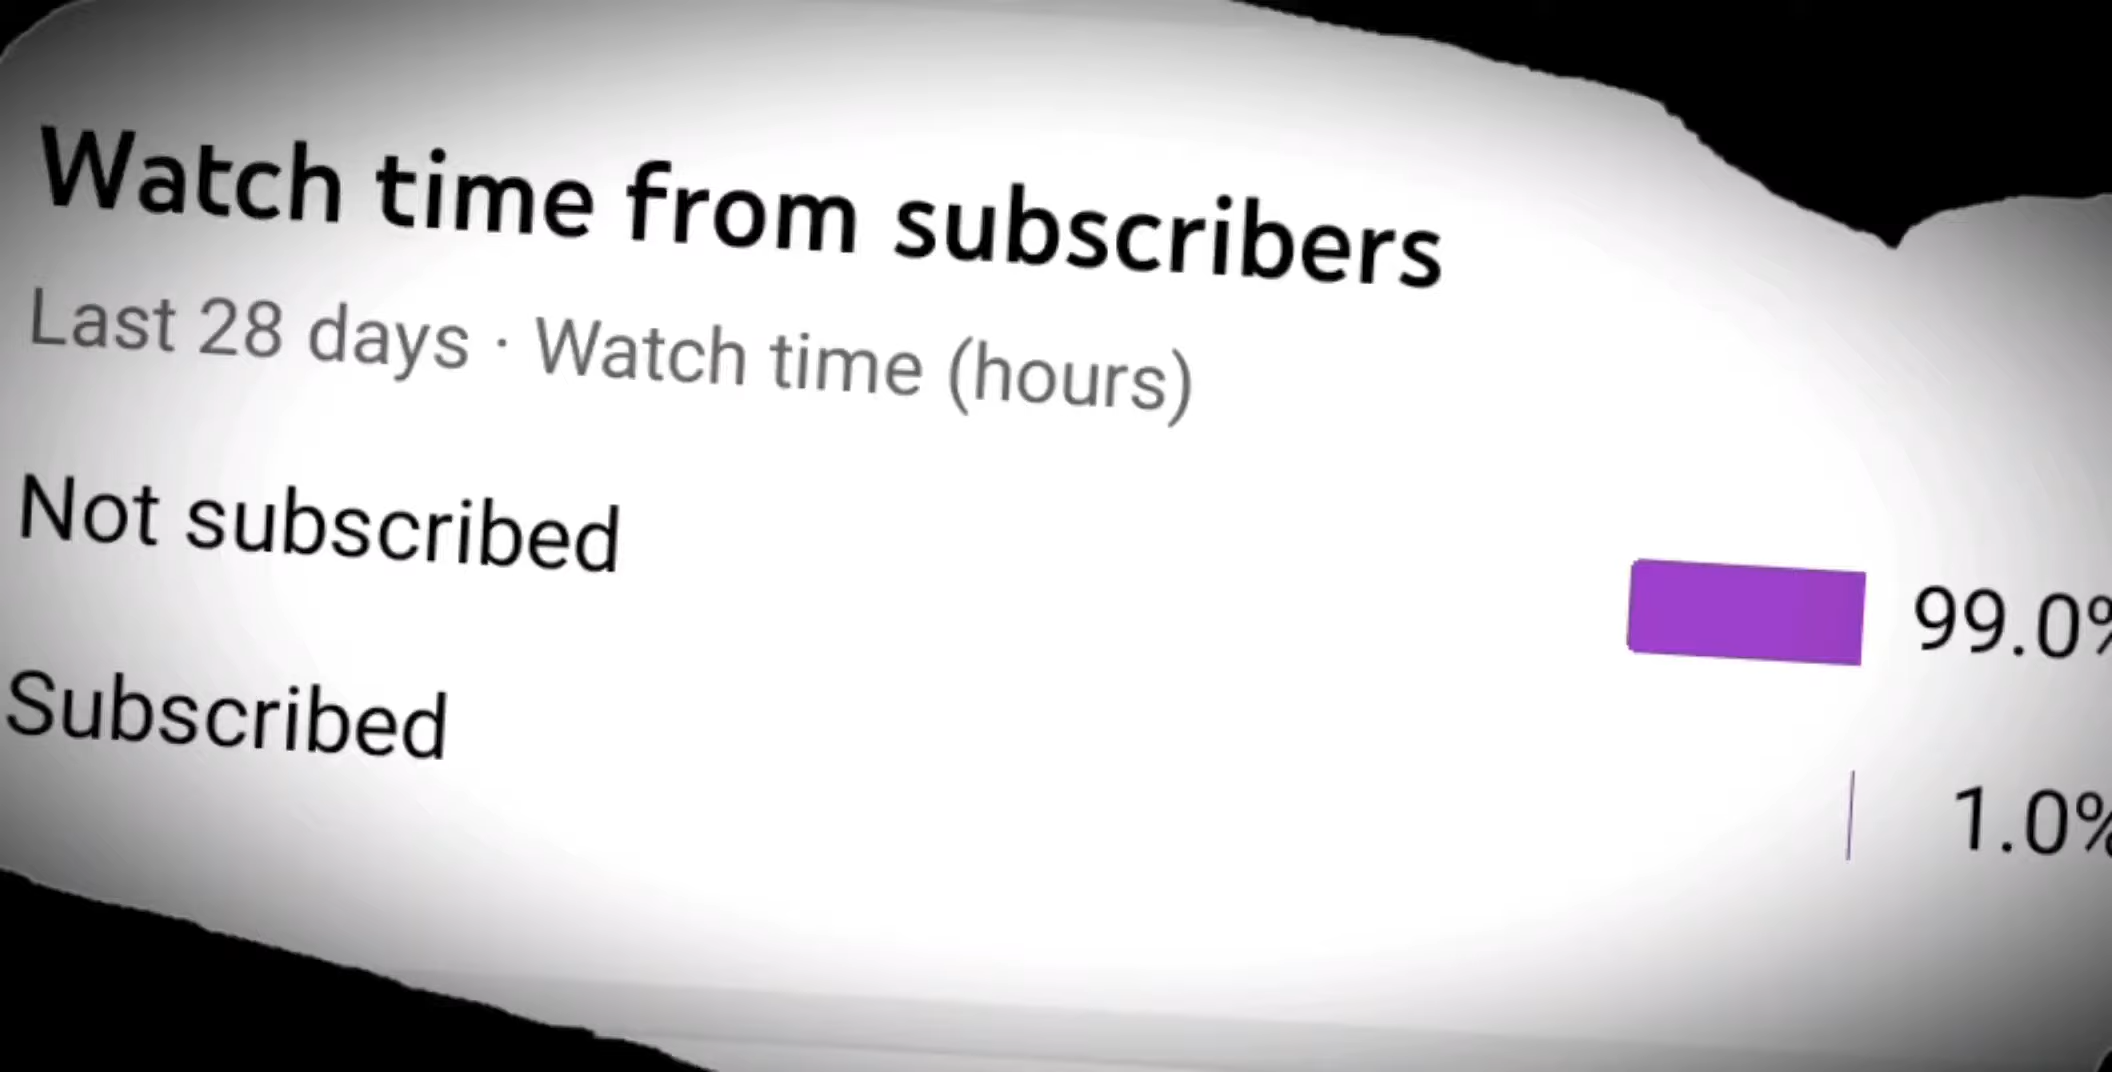 Watch time from subscribers
Last 28 days · Watch time (hours)
Not subscribed
99.0%
Subscribed
1.0%